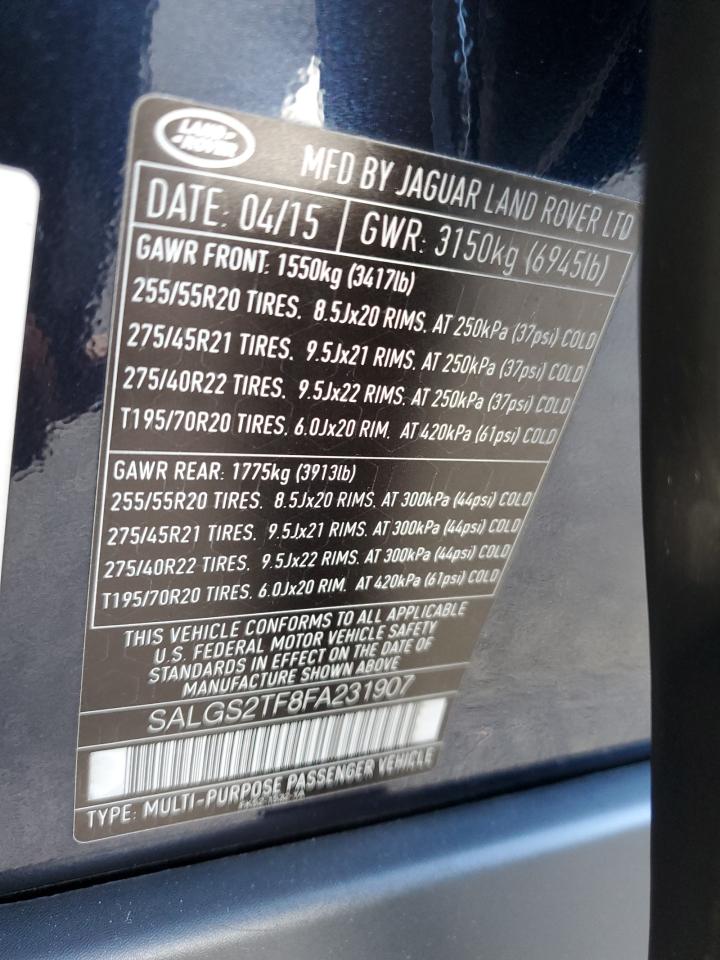 LAND-
-ROVER
MFD BY JAGUAR LAND ROVER LTD
DATE: 04/15 GWR: 3150kg (6945lb)
GAWR FRONT: 1550kg (3417lb)
255/55R20 TIRES. 8.5Jx20 RIMS. AT 250kPa (37psi) COLD
275/45R21 TIRES. 9.5Jx21 RIMS. AT 250kPa (37psi) COLD
275/40R22 TIRES. 9.5Jx22 RIMS. AT 250kPa (37psi) COLD
T195/70R20 TIRES. 6.0Jx20 RIM. AT 420kPa (61psi) COLD
GAWR REAR: 1775kg (3913lb)
255/55R20 TIRES. 8.5Jx20 RIMS. AT 300kPa (44psi) COLD
275/45R21 TIRES. 9.5Jx21 RIMS. AT 300kPa (44psi) COLD
275/40R22 TIRES. 9.5Jx22 RIMS. AT 300kPa (44psi) COLD
T195/70R20 TIRES. 6.0Jx20 RIM. AT 420kPa (61psi) COLD
THIS VEHICLE CONFORMS TO ALL APPLICABLE
U.S. FEDERAL MOTOR VEHICLE SAFETY
STANDARDS IN EFFECT ON THE DATE OF
MANUFACTURE SHOWN ABOVE
SALGS2TF8FA231907
TYPE: MULTI-PURPOSE PASSENGER VEHICLE